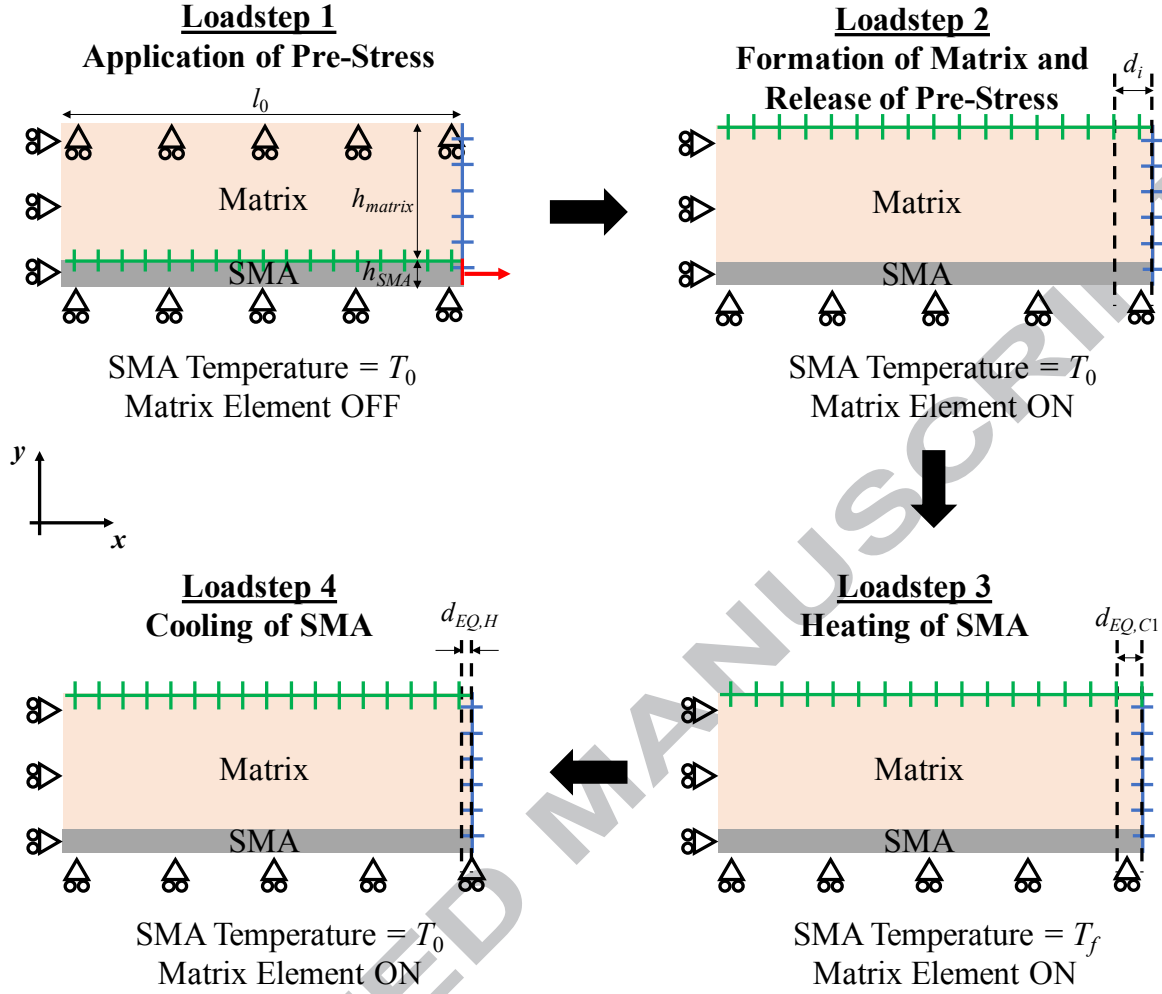 Loadstep 1
Application of Pre-Stress
l0
Matrix
hmatrix
SMA
hSMA
SMA Temperature = T0
Matrix Element OFF
Loadstep 2
Formation of Matrix and
Release of Pre-Stress
di
Matrix
SMA
SMA Temperature = T0
Matrix Element ON
y
x
Loadstep 4
Cooling of SMA
dEQ,H
Matrix
SMA
SMA Temperature = T0
Matrix Element ON
Loadstep 3
Heating of SMA
dEQ,C1
Matrix
SMA
SMA Temperature = Tf
Matrix Element ON
ED MANUSCRIP